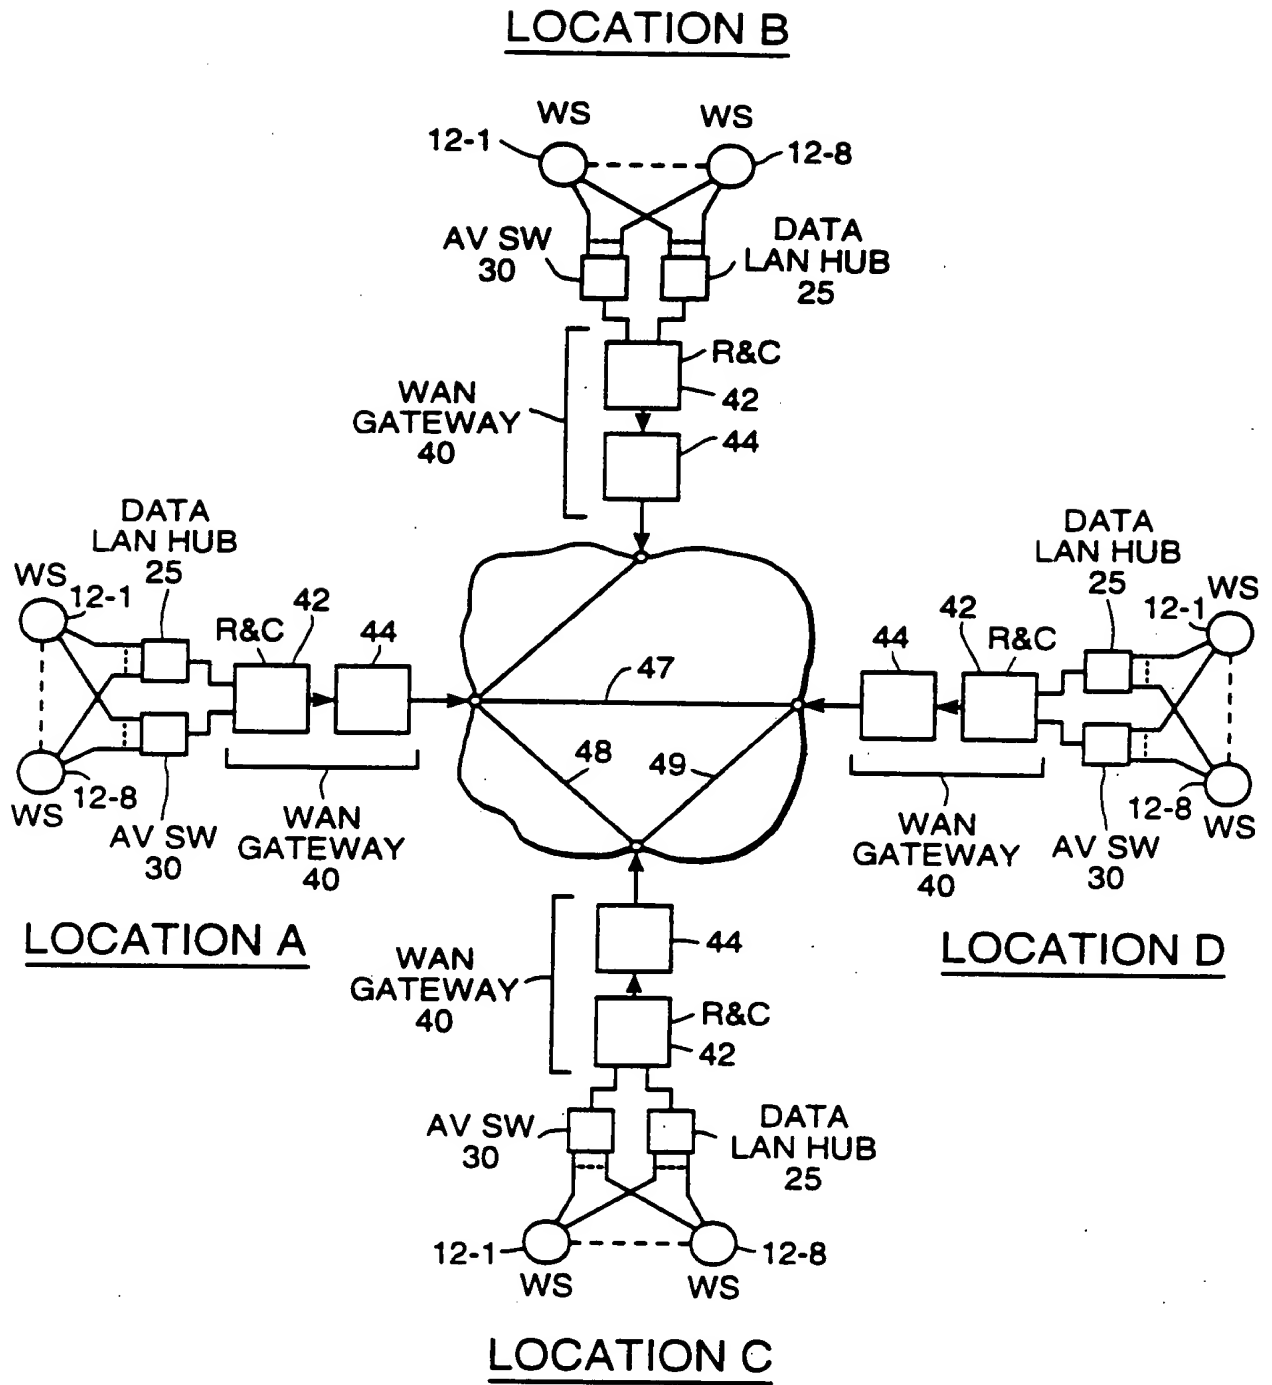 LOCATION B
WS WS
12-1 12-8
AV SW
30
DATA
LAN HUB
25
R&C
42
WAN
GATEWAY
40
44
DATA
LAN HUB
25
WS
12-1
R&C
42
44
12-8
WS
AV SW
30
WAN
GATEWAY
40
LOCATION A
47
48
49
DATA
LAN HUB
25
WS
12-1
42
R&C
44
12-8
WS
AV SW
30
WAN
GATEWAY
40
LOCATION D
44
WAN
GATEWAY
40
R&C
42
AV SW
30
DATA
LAN HUB
25
12-1 12-8
WS WS
LOCATION C